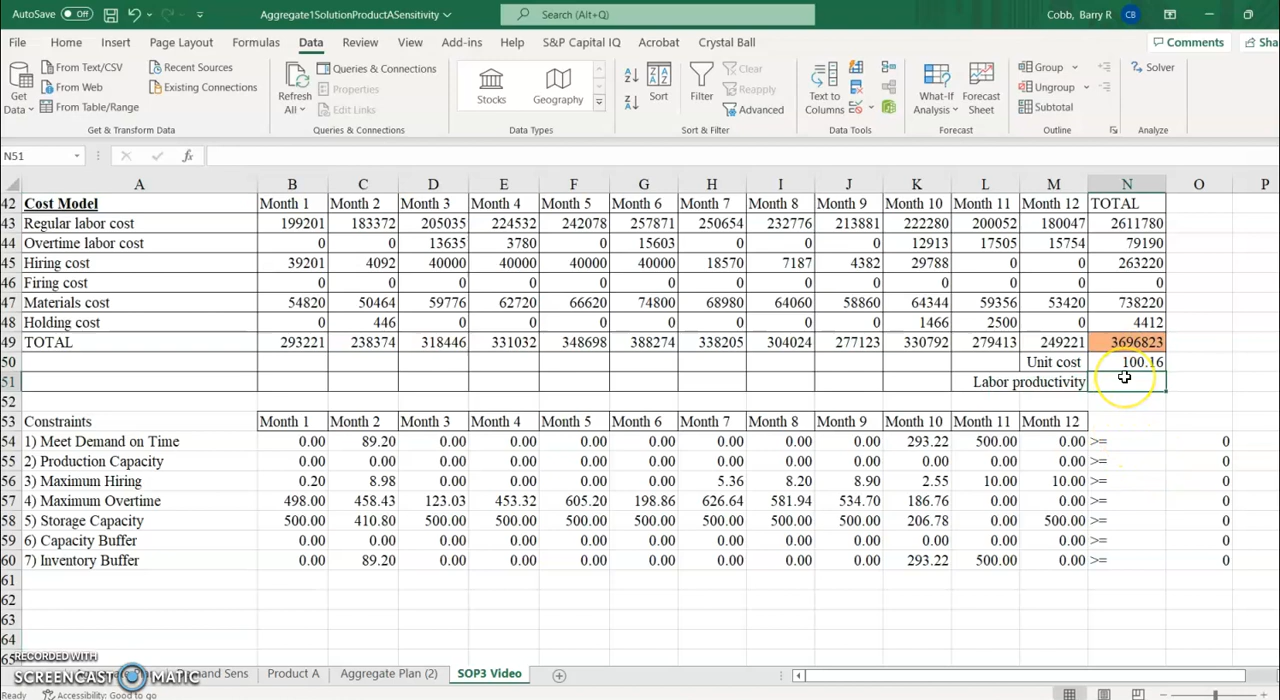 AutoSave Off Aggregate1SolutionProductASensitivity Search (Alt+Q) Cobb, Barry R CB
File Home Insert Page Layout Formulas Data Review View Add-ins Help S&P Capital IQ Acrobat Crystal Ball Comments Sha
Get Data From Text/CSV Recent Sources Refresh All Queries & Connections Stocks Geography Sort Filter Clear Text to Columns What-If Analysis Forecast Sheet Group Solver
From Web Existing Connections Properties Reapply Ungroup
From Table/Range Edit Links Advanced Subtotal
Get & Transform Data Queries & Connections Data Types Sort & Filter Data Tools Forecast Outline Analyze
N51 fx
A B C D E F G H I J K L M N O P
42 Cost Model Month 1 Month 2 Month 3 Month 4 Month 5 Month 6 Month 7 Month 8 Month 9 Month 10 Month 11 Month 12 TOTAL
43 Regular labor cost 199201 183372 205035 224532 242078 257871 250654 232776 213881 222280 200052 180047 2611780
44 Overtime labor cost 0 0 13635 3780 0 15603 0 0 0 12913 17505 15754 79190
45 Hiring cost 39201 4092 40000 40000 40000 40000 18570 7187 4382 29788 0 0 263220
46 Firing cost 0 0 0 0 0 0 0 0 0 0 0 0 0
47 Materials cost 54820 50464 59776 62720 66620 74800 68980 64060 58860 64344 59356 53420 738220
48 Holding cost 0 446 0 0 0 0 0 0 0 1466 2500 0 4412
49 TOTAL 293221 238374 318446 331032 348698 388274 338205 304024 277123 330792 279413 249221 3696823
50 Unit cost 100.16
51 Labor productivity
52
53 Constraints Month 1 Month 2 Month 3 Month 4 Month 5 Month 6 Month 7 Month 8 Month 9 Month 10 Month 11 Month 12
54 1) Meet Demand on Time 0.00 89.20 0.00 0.00 0.00 0.00 0.00 0.00 0.00 293.22 500.00 0.00 >= 0
55 2) Production Capacity 0.00 0.00 0.00 0.00 0.00 0.00 0.00 0.00 0.00 0.00 0.00 0.00 >= 0
56 3) Maximum Hiring 0.20 8.98 0.00 0.00 0.00 0.00 5.36 8.20 8.90 2.55 10.00 10.00 >= 0
57 4) Maximum Overtime 498.00 458.43 123.03 453.32 605.20 198.86 626.64 581.94 534.70 186.76 0.00 0.00 >= 0
58 5) Storage Capacity 500.00 410.80 500.00 500.00 500.00 500.00 500.00 500.00 500.00 206.78 0.00 500.00 >= 0
59 6) Capacity Buffer 0.00 0.00 0.00 0.00 0.00 0.00 0.00 0.00 0.00 0.00 0.00 0.00 >= 0
60 7) Inventory Buffer 0.00 89.20 0.00 0.00 0.00 0.00 0.00 0.00 0.00 293.22 500.00 0.00 >= 0
61
62
63
64
65
RECORDED WITH
SCREENCAST MATIC
Sens Product A Aggregate Plan (2) SOP3 Video
Ready Accessibility: Good to go